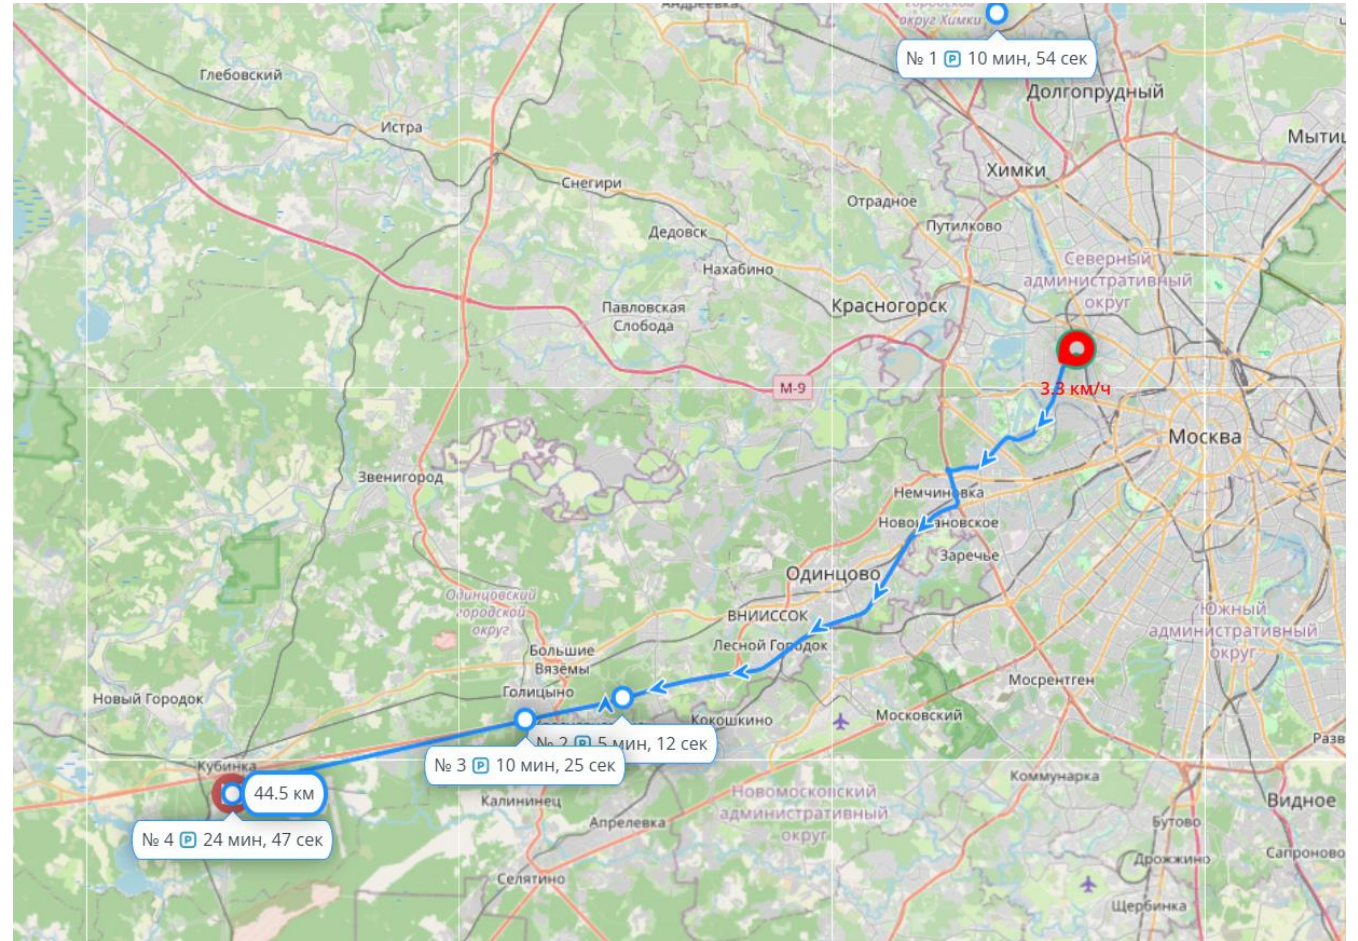 Андреевка
городской
округ Химки
№ 1 P 10 мин, 54 сек
Глебовский
Долгопрудный
Истра
Мытищ
Химки
Снегири
Отрадное
Путилково
Дедовск
Северный
административный
округ
Нахабино
Павловская
Слобода
Красногорск
М-9
3.3 км/ч
Москва
Звенигород
Немчиновка
Заречье
Одинцово
Одинцовский
городской
округ
ВНИИССОК
Южный
административный
округ
Лесной Городок
Большие
Вязёмы
Голицыно
Мосрентген
Новый Городок
Кокошкино
Московский
№ 2 P 5 мин, 12 сек
Разв
№ 3 P 10 мин, 25 сек
Кубинка
44.5 км
Коммунарка
Новомосковский
административный
округ
Калининец
Видное
Апрелевка
Бутово
№ 4 P 24 мин, 47 сек
Дрожжино
Сапроново
Селятино
Щербинка